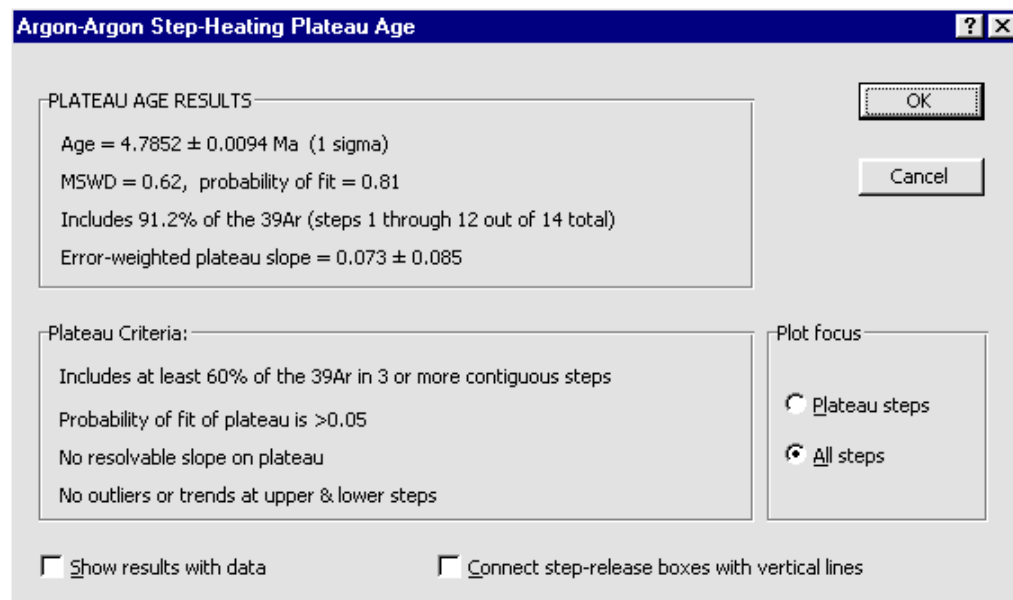 Argon-Argon Step-Heating Plateau Age
PLATEAU AGE RESULTS
Age = 4.7852 ± 0.0094 Ma (1 sigma)
MSWD = 0.62, probability of fit = 0.81
Includes 91.2% of the 39Ar (steps 1 through 12 out of 14 total)
Error-weighted plateau slope = 0.073 ± 0.085
OK
Cancel
Plateau Criteria:
Includes at least 60% of the 39Ar in 3 or more contiguous steps
Probability of fit of plateau is >0.05
No resolvable slope on plateau
No outliers or trends at upper & lower steps
Plot focus
Plateau steps
All steps
Show results with data
Connect step-release boxes with vertical lines